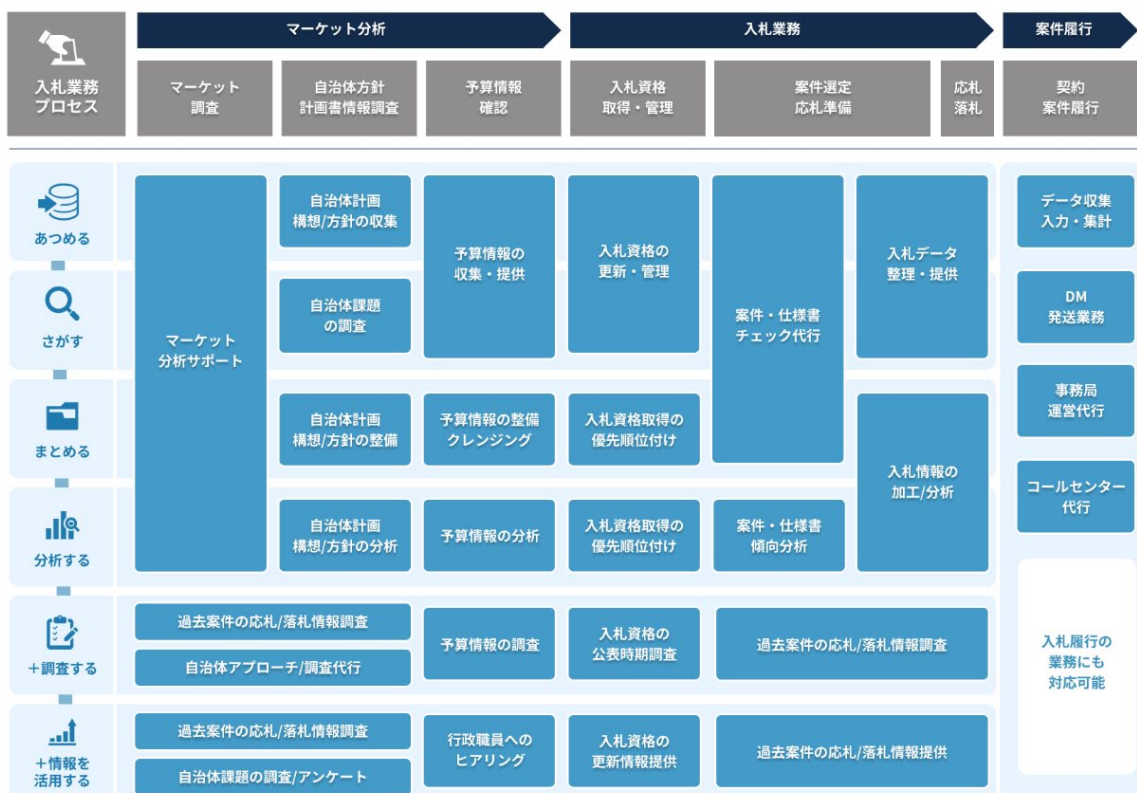 入札業務
プロセス
マーケット分析
入札業務
案件履行
マーケット
調査
自治体方針
計画書情報調査
予算情報
確認
入札資格
取得・管理
案件選定
応札準備
応札
落札
契約
案件履行
あつめる
さがす
まとめる
分析する
＋調査する
＋情報を
活用する
マーケット
分析サポート
自治体計画
構想/方針の収集
自治体課題
の調査
自治体計画
構想/方針の整備
自治体計画
構想/方針の分析
予算情報の
収集・提供
予算情報の整備
クレンジング
予算情報の分析
入札資格の
更新・管理
入札資格取得の
優先順位付け
入札資格取得の
優先順位付け
案件・仕様書
チェック代行
案件・仕様書
傾向分析
入札データ
整理・提供
入札情報の
加工/分析
過去案件の応札/落札情報調査
自治体アプローチ/調査代行
予算情報の調査
入札資格の
公表時期調査
過去案件の応札/落札情報調査
過去案件の応札/落札情報調査
自治体課題の調査/アンケート
行政職員への
ヒアリング
入札資格の
更新情報提供
過去案件の応札/落札情報提供
データ収集
入力・集計
DM
発送業務
事務局
運営代行
コールセンター
代行
入札履行の
業務にも
対応可能